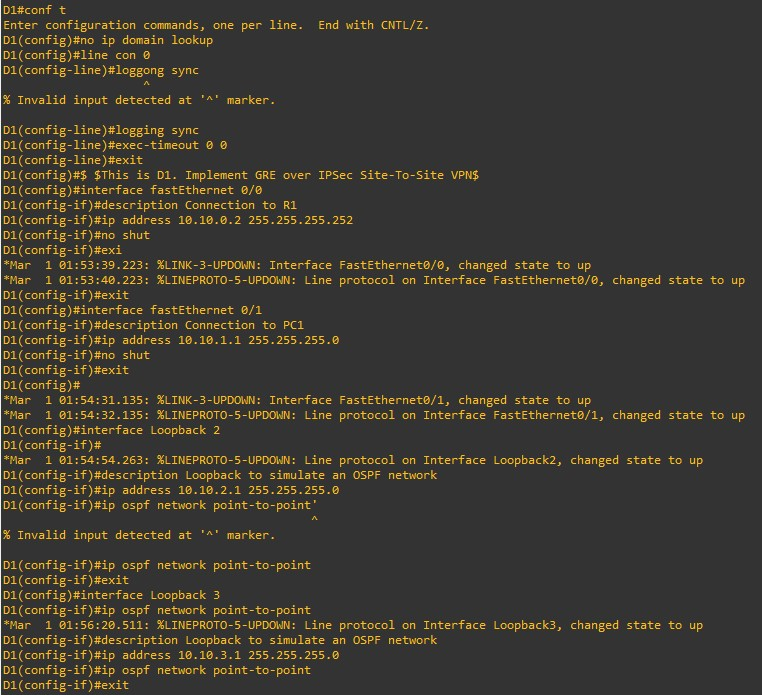 D1#conf t
Enter configuration commands, one per line.  End with CNTL/Z.
D1(config)#no ip domain lookup
D1(config)#line con 0
D1(config-line)#loggong sync
                    ^
% Invalid input detected at '^' marker.

D1(config-line)#logging sync
D1(config-line)#exec-timeout 0 0
D1(config-line)#exit
D1(config)#$ $This is D1. Implement GRE over IPSec Site-To-Site VPN$
D1(config)#interface fastEthernet 0/0
D1(config-if)#description Connection to R1
D1(config-if)#ip address 10.10.0.2 255.255.255.252
D1(config-if)#no shut
D1(config-if)#exi
*Mar  1 01:53:39.223: %LINK-3-UPDOWN: Interface FastEthernet0/0, changed state to up
*Mar  1 01:53:40.223: %LINEPROTO-5-UPDOWN: Line protocol on Interface FastEthernet0/0, changed state to up
D1(config-if)#exit
D1(config)#interface fastEthernet 0/1
D1(config-if)#description Connection to PC1
D1(config-if)#ip address 10.10.1.1 255.255.255.0
D1(config-if)#no shut
D1(config-if)#exit
D1(config)#
*Mar  1 01:54:31.135: %LINK-3-UPDOWN: Interface FastEthernet0/1, changed state to up
*Mar  1 01:54:32.135: %LINEPROTO-5-UPDOWN: Line protocol on Interface FastEthernet0/1, changed state to up
D1(config)#interface Loopback 2
D1(config-if)#
*Mar  1 01:54:54.263: %LINEPROTO-5-UPDOWN: Line protocol on Interface Loopback2, changed state to up
D1(config-if)#description Loopback to simulate an OSPF network
D1(config-if)#ip address 10.10.2.1 255.255.255.0
D1(config-if)#ip ospf network point-to-point'
                                            ^
% Invalid input detected at '^' marker.

D1(config-if)#ip ospf network point-to-point
D1(config-if)#exit
D1(config)#interface Loopback 3
D1(config-if)#ip ospf network point-to-point
*Mar  1 01:56:20.511: %LINEPROTO-5-UPDOWN: Line protocol on Interface Loopback3, changed state to up
D1(config-if)#description Loopback to simulate an OSPF network
D1(config-if)#ip address 10.10.3.1 255.255.255.0
D1(config-if)#ip ospf network point-to-point
D1(config-if)#exit